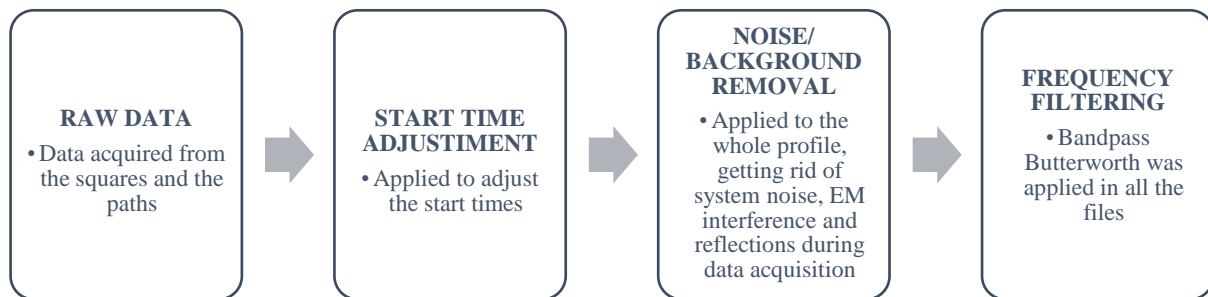 RAW DATA
• Data acquired from
the squares and the
paths
START TIME
ADJUSTIMENT
• Applied to adjust
the start times
NOISE/
BACKGROUND
REMOVAL
• Applied to the
whole profile,
getting rid of
system noise, EM
interference and
reflections during
data acquisition
FREQUENCY
FILTERING
• Bandpass
Butterworth was
applied in all the
files